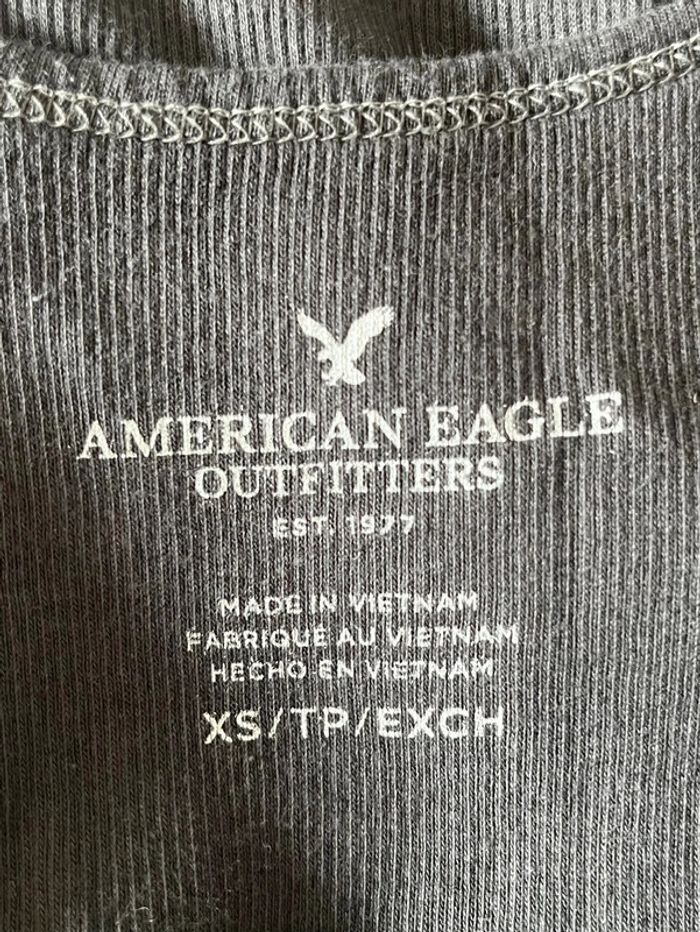 AMERICAN EAGLE
OUTFITTERS
EST. 1977
MADE IN VIETNAM
FABRIQUÉ AU VIETNAM
HECHO EN VIETNAM
XS/TP/EXCH